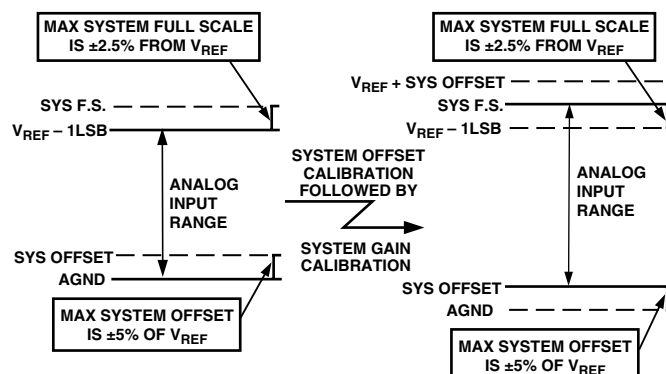 MAX SYSTEM FULL SCALE
IS ±2.5% FROM VREF
SYS F.S.
VREF – 1LSB
ANALOG
INPUT
RANGE
SYS OFFSET
AGND
MAX SYSTEM OFFSET
IS ±5% OF VREF
SYSTEM OFFSET
CALIBRATION
FOLLOWED BY
SYSTEM GAIN
CALIBRATION
MAX SYSTEM FULL SCALE
IS ±2.5% FROM VREF
VREF + SYS OFFSET
SYS F.S.
VREF – 1LSB
ANALOG
INPUT
RANGE
SYS OFFSET
AGND
MAX SYSTEM OFFSET
IS ±5% OF VREF